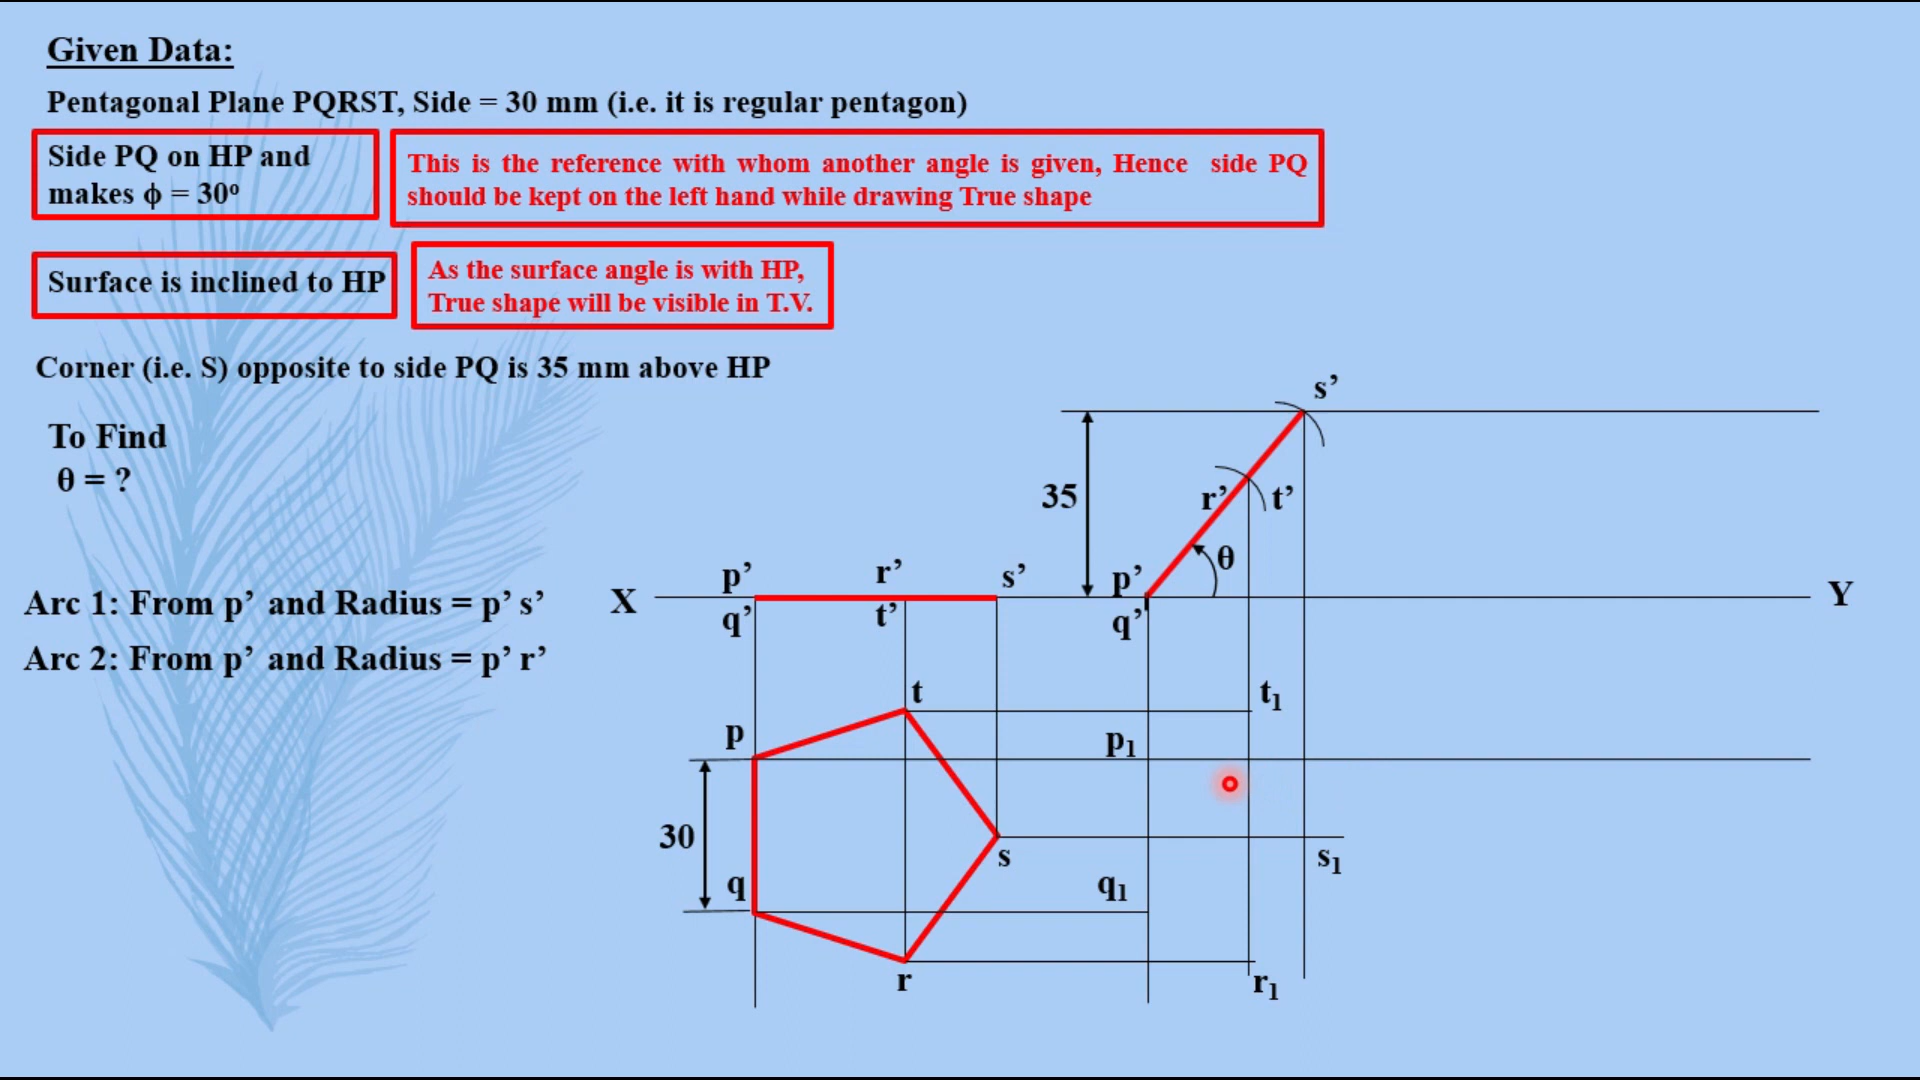 Given Data:
Pentagonal Plane PQRST, Side = 30 mm (i.e. it is regular pentagon)
Side PQ on HP and
makes ϕ = 30º
This is the reference with whom another angle is given, Hence side PQ
should be kept on the left hand while drawing True shape
Surface is inclined to HP
As the surface angle is with HP,
True shape will be visible in T.V.
Corner (i.e. S) opposite to side PQ is 35 mm above HP
To Find
θ = ?
Arc 1: From p’ and Radius = p’ s’
Arc 2: From p’ and Radius = p’ r’
s’
35
r’
t’
θ
p’
r’
s’
p’
X
Y
q’
t’
q’
t
t₁
p
p₁
30
s
s₁
q
q₁
r
r₁